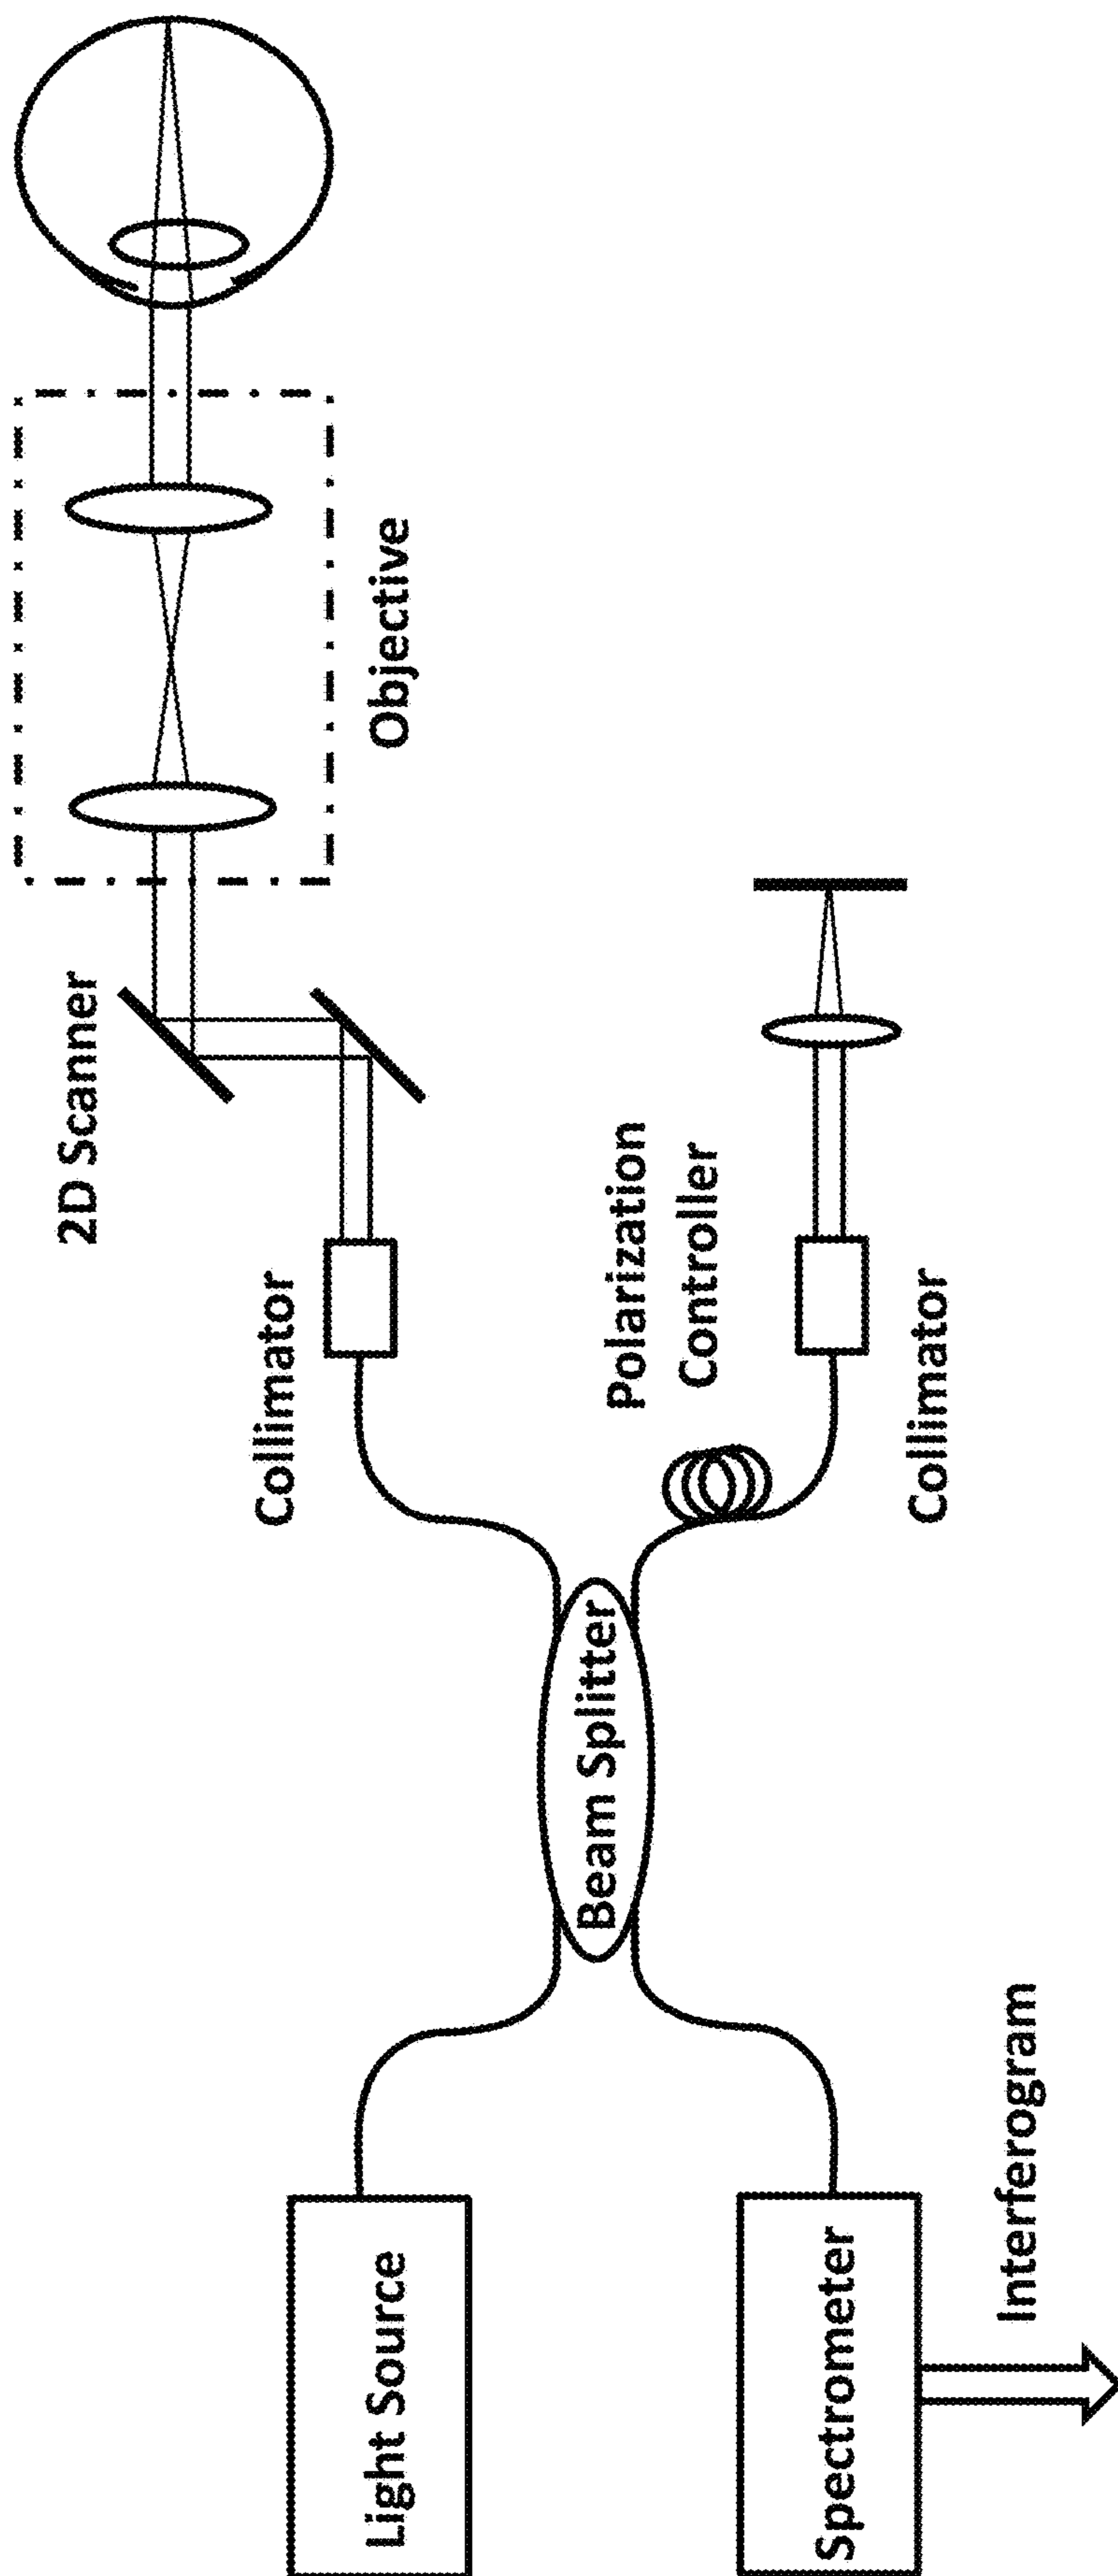 Light Source
Spectrometer
Interferogram
Beam Splitter
Collimator
Polarization
Controller
Collimator
2D Scanner
Objective